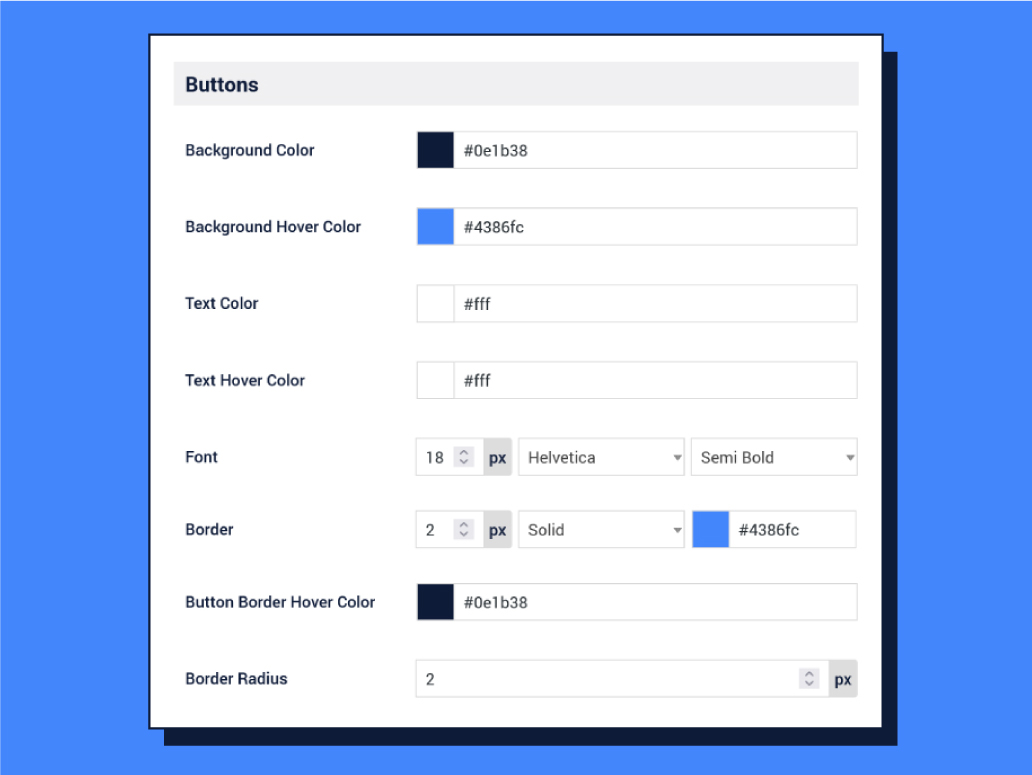 Buttons
Background Color #0e1b38
Background Hover Color #4386fc
Text Color #fff
Text Hover Color #fff
Font 18 px Helvetica Semi Bold
Border 2 px Solid #4386fc
Button Border Hover Color #0e1b38
Border Radius 2 px